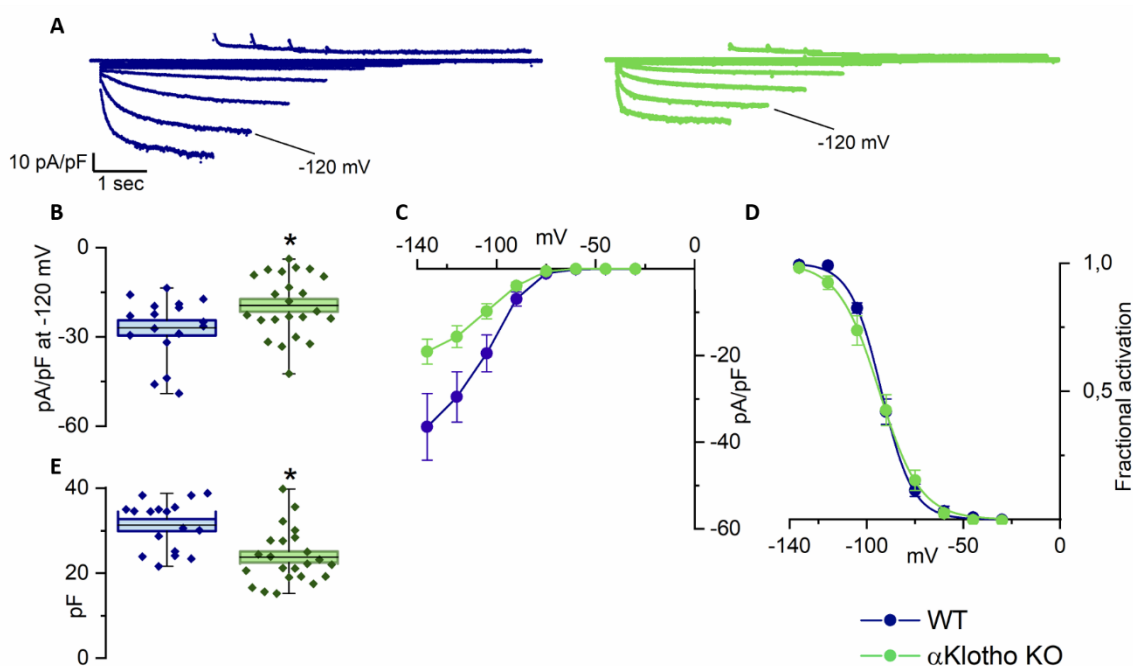 A
-120 mV
-120 mV
10 pA/pF
1 sec
B
C
D
0
-30
-60
pA/pF at -120 mV
*
mV
-140
-100
-50
0
-20
-40
-60
pA/pF
1,0
0,5
Fractional activation
-140
-100
-50
0
mV
E
40
20
0
pF
*
WT
αKlotho KO